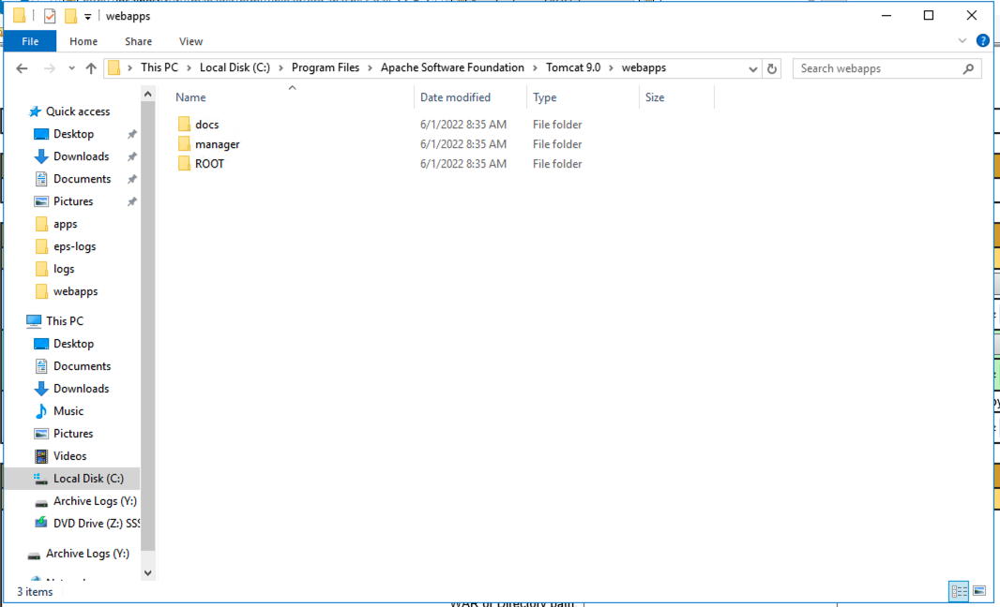 webapps
File Home Share View
This PC Local Disk (C:) Program Files Apache Software Foundation Tomcat 9.0 webapps
Search webapps
Name Date modified Type Size
docs 6/1/2022 8:35 AM File folder
manager 6/1/2022 8:35 AM File folder
ROOT 6/1/2022 8:35 AM File folder
Quick access
Desktop
Downloads
Documents
Pictures
apps
eps-logs
logs
webapps
This PC
Desktop
Documents
Downloads
Music
Pictures
Videos
Local Disk (C:)
Archive Logs (Y:)
DVD Drive (Z:) SSS
Archive Logs (Y:)
3 items
WAR or Directory path